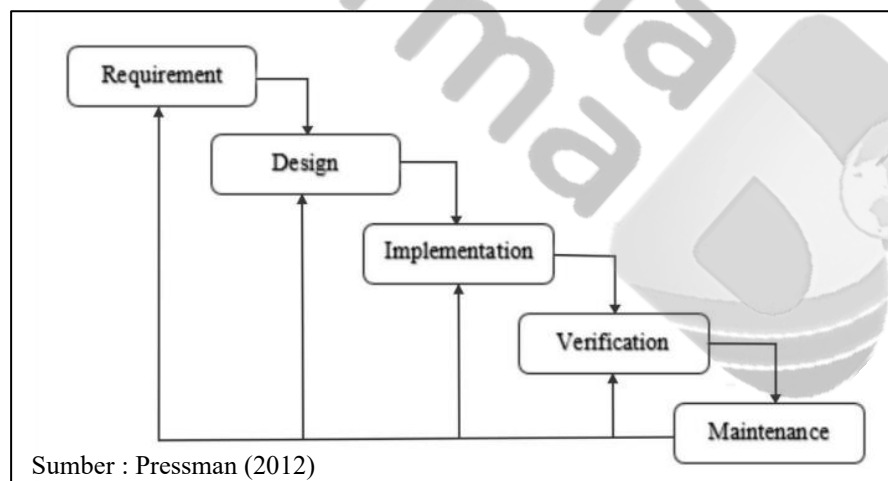 Requirement
Design
Implementation
Verification
Maintenance
Sumber : Pressman (2012)